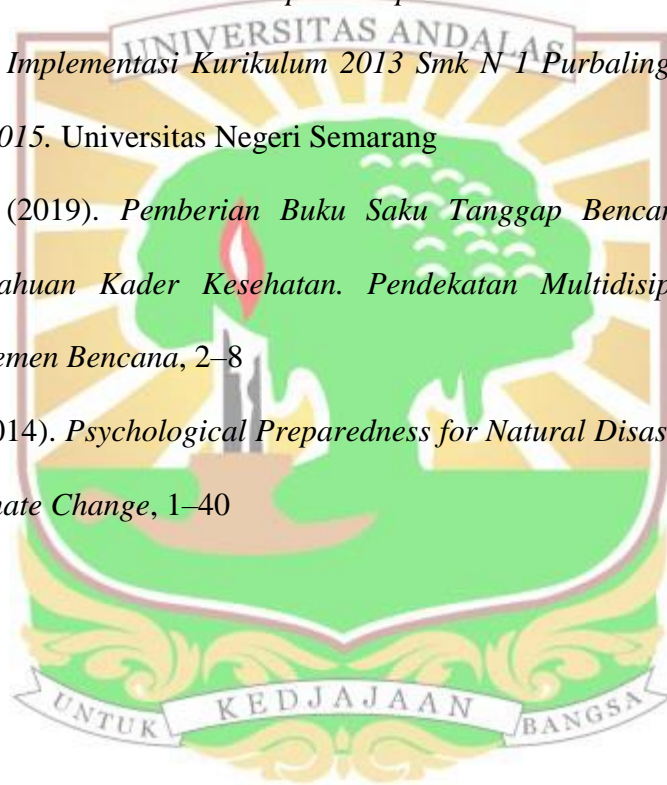 UNIVERSITAS ANDALAS
Implementasi Kurikulum 2013 Smk N 1 Purbaling
015. Universitas Negeri Semarang
(2019). Pemberian Buku Saku Tanggap Bencan
ahuan Kader Kesehatan. Pendekatan Multidisip
emen Bencana, 2–8
014). Psychological Preparedness for Natural Disas
nate Change, 1–40
UNTUK KEDJAJAAN BANGSA